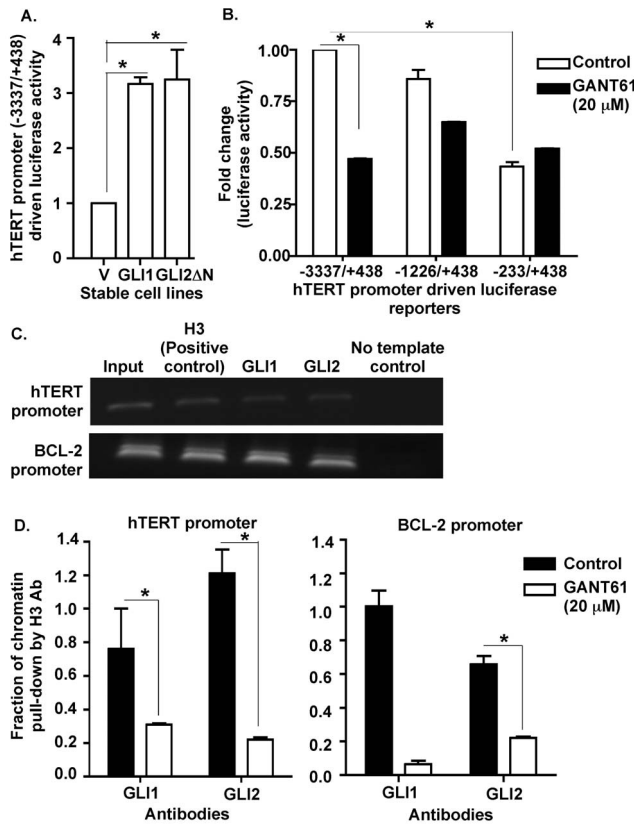 A.
hTERT promoter (-3337/+438)
driven luciferase activity
4
3
2
1
0
*
*
V GLI1 GLI2ΔN
Stable cell lines
B.
Fold change
(luciferase activity)
1.00
0.75
0.50
0.25
0.00
*
*
Control
GANT61
(20 µM)
-3337/+438 -1226/+438 -233/+438
hTERT promoter driven luciferase
reporters
C.
Input
H3
(Positive
control)
GLI1
GLI2
No template
control
hTERT
promoter
BCL-2
promoter
D.
hTERT promoter
Fraction of chromatin
pull-down by H3 Ab
1.4
1.2
1.0
0.8
0.6
0.4
0.2
0.0
*
*
GLI1 GLI2
Antibodies
BCL-2 promoter
1.4
1.2
1.0
0.8
0.6
0.4
0.2
0.0
*
Control
GANT61
(20 µM)
GLI1 GLI2
Antibodies